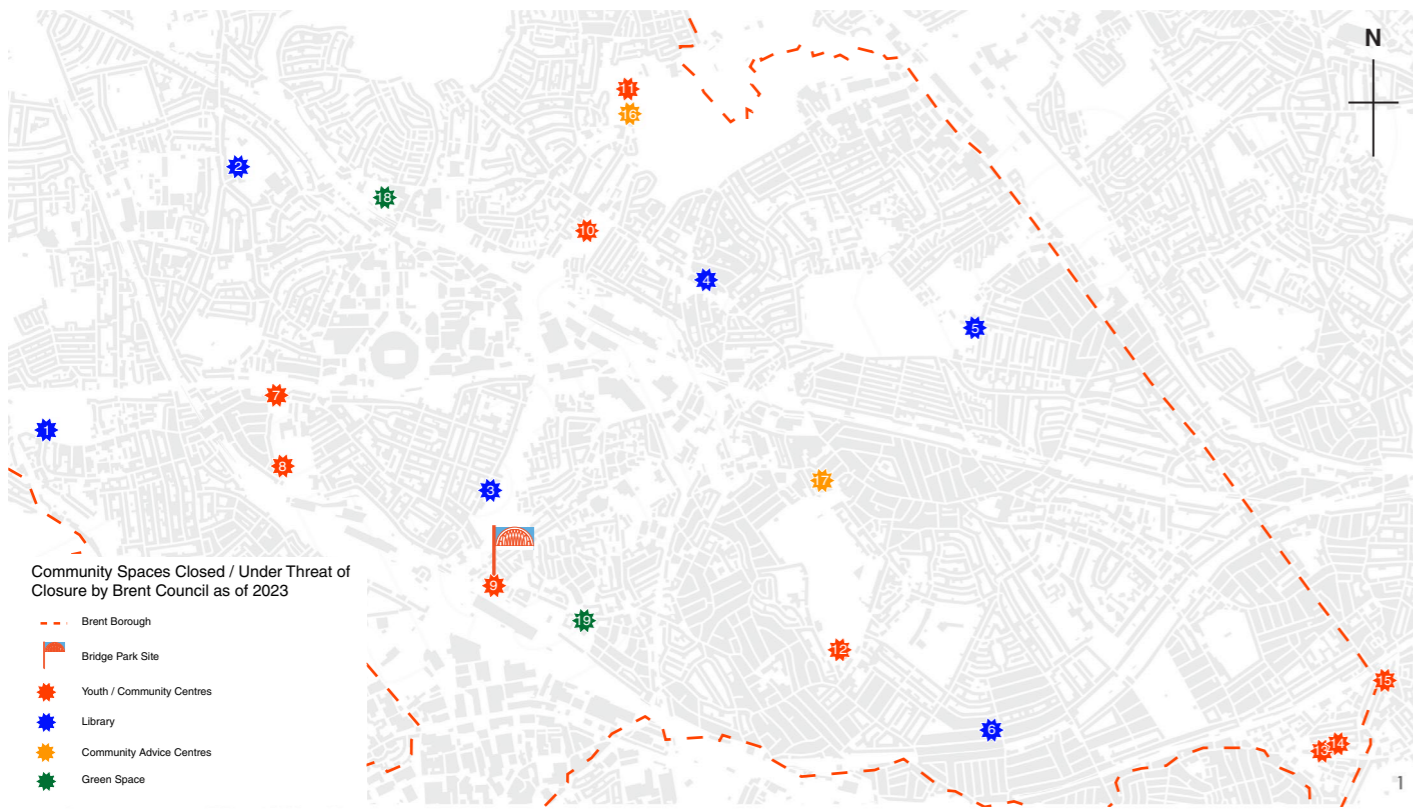 N
11
16
2
18
10
4
5
7
1
8
3
17
9
19
12
15
6
14
13
Community Spaces Closed / Under Threat of
Closure by Brent Council as of 2023
Brent Borough
Bridge Park Site
Youth / Community Centres
Library
Community Advice Centres
Green Space
1